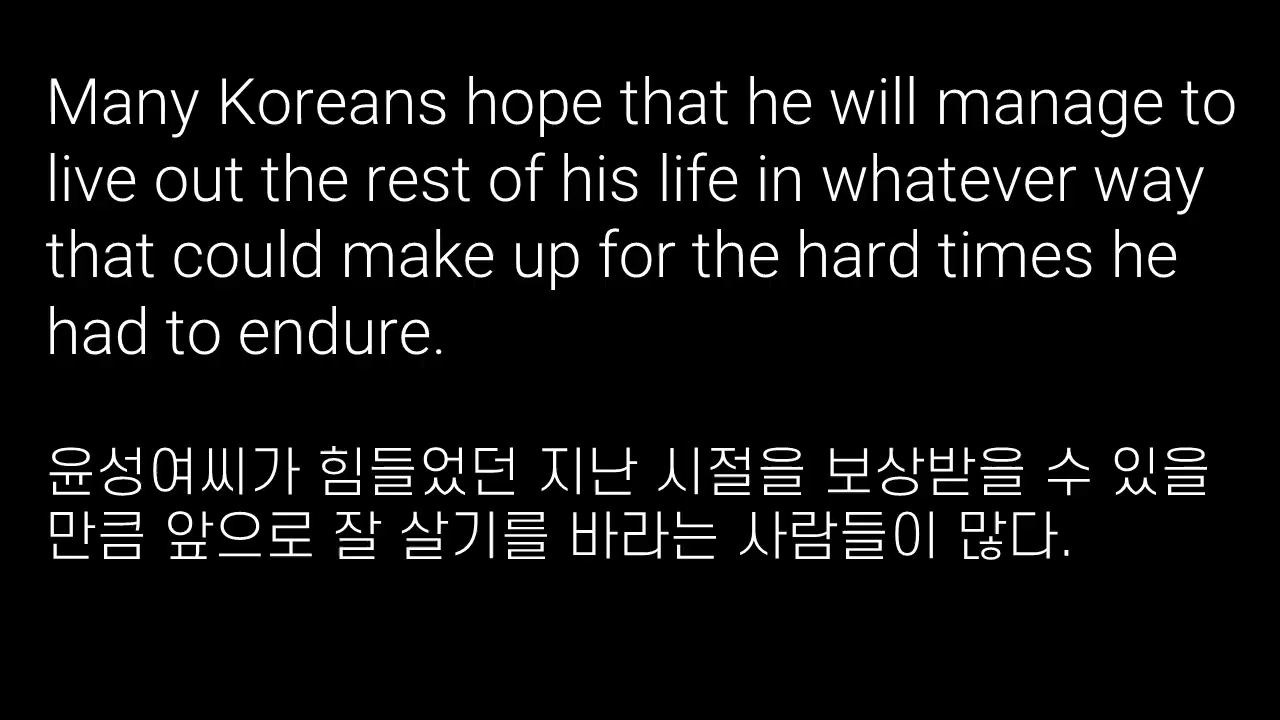 Many Koreans hope that he will manage to
live out the rest of his life in whatever way
that could make up for the hard times he
had to endure.
윤성여씨가 힘들었던 지난 시절을 보상받을 수 있을
만큼 앞으로 잘 살기를 바라는 사람들이 많다.